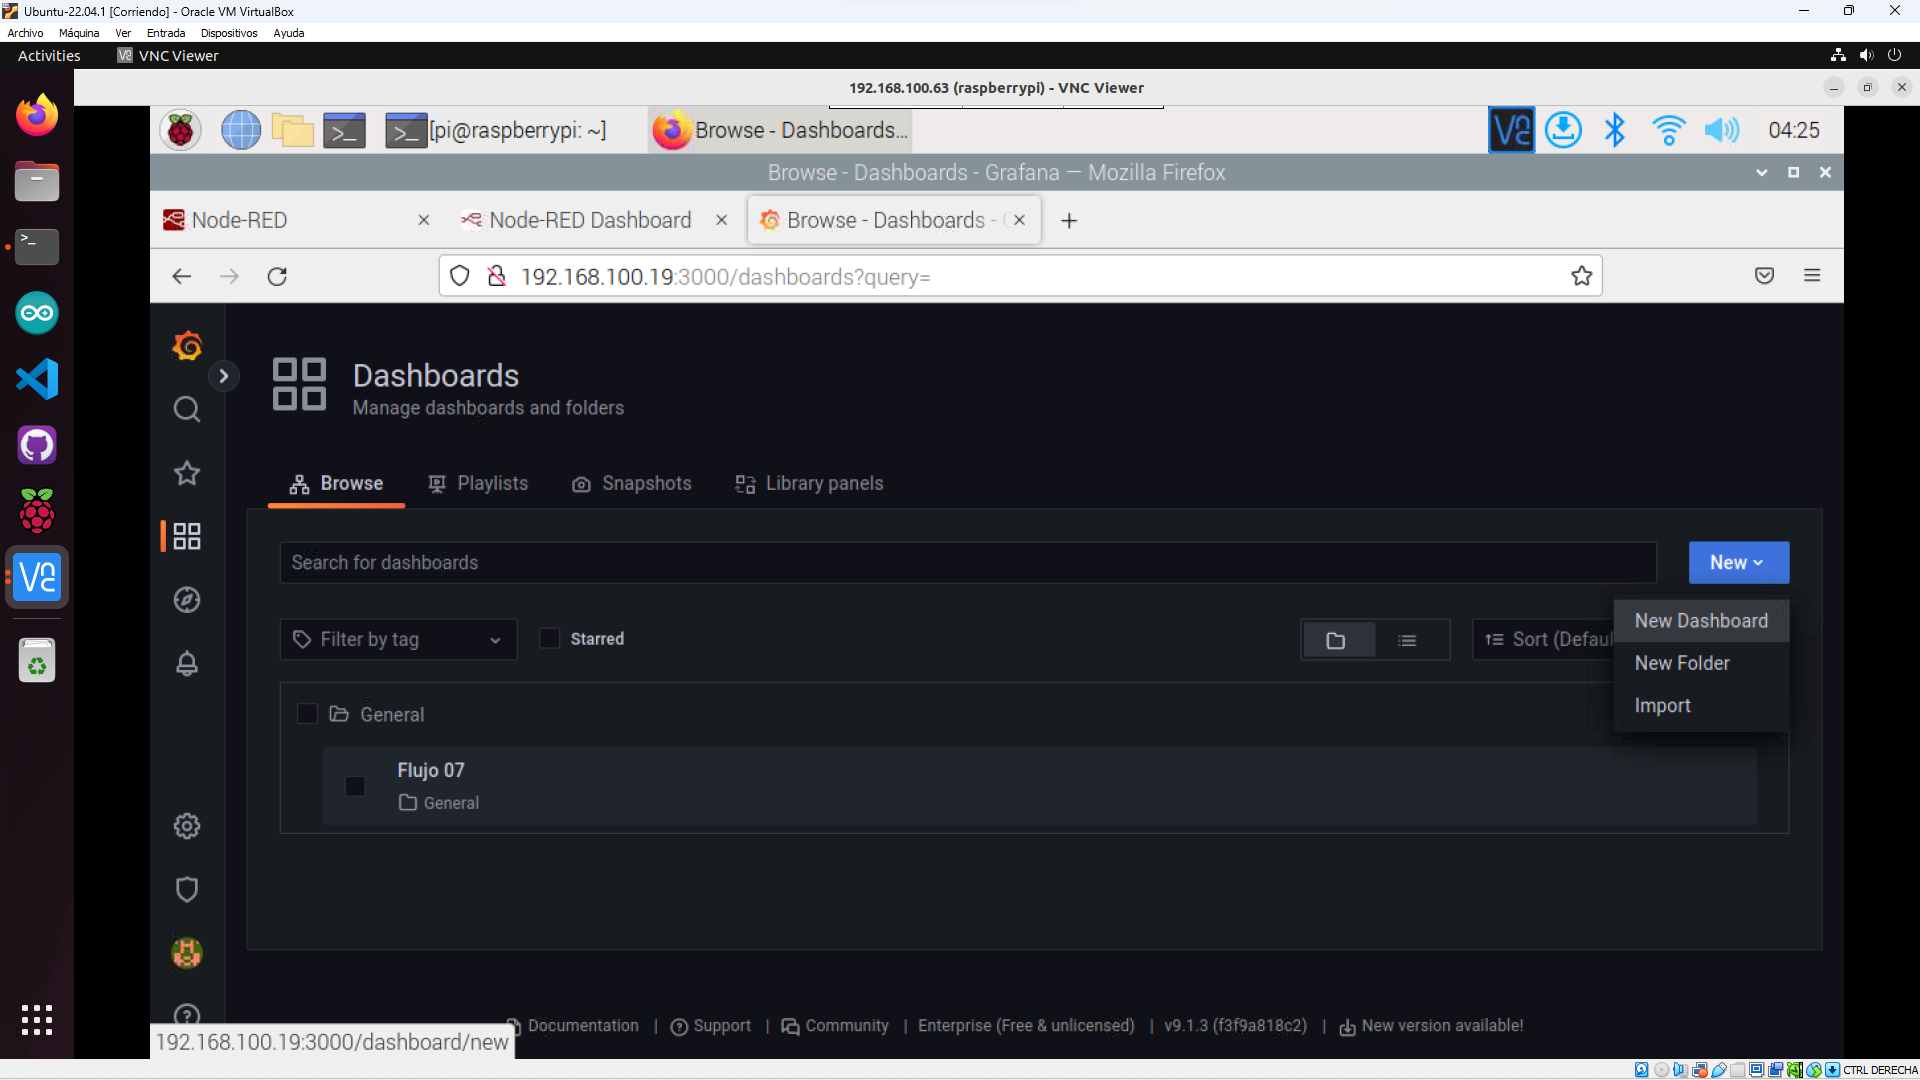 Ubuntu-22.04.1 [Corriendo] - Oracle VM VirtualBox
Archivo Máquina Ver Entrada Dispositivos Ayuda
Activities VNC Viewer
192.168.100.63 (raspberrypi) - VNC Viewer
[pi@raspberrypi: ~] Browse - Dashboards... 04:25
Browse - Dashboards - Grafana — Mozilla Firefox
Node-RED Node-RED Dashboard Browse - Dashboards -
192.168.100.19:3000/dashboards?query=
Dashboards
Manage dashboards and folders
Browse Playlists Snapshots Library panels
Search for dashboards New
New Dashboard
Filter by tag Starred Sort (Defaul
New Folder
Import
General
Flujo 07
General
Documentation | Support | Community | Enterprise (Free & unlicensed) | v9.1.3 (f3f9a818c2) | New version available!
192.168.100.19:3000/dashboard/new
CTRL DERECHA